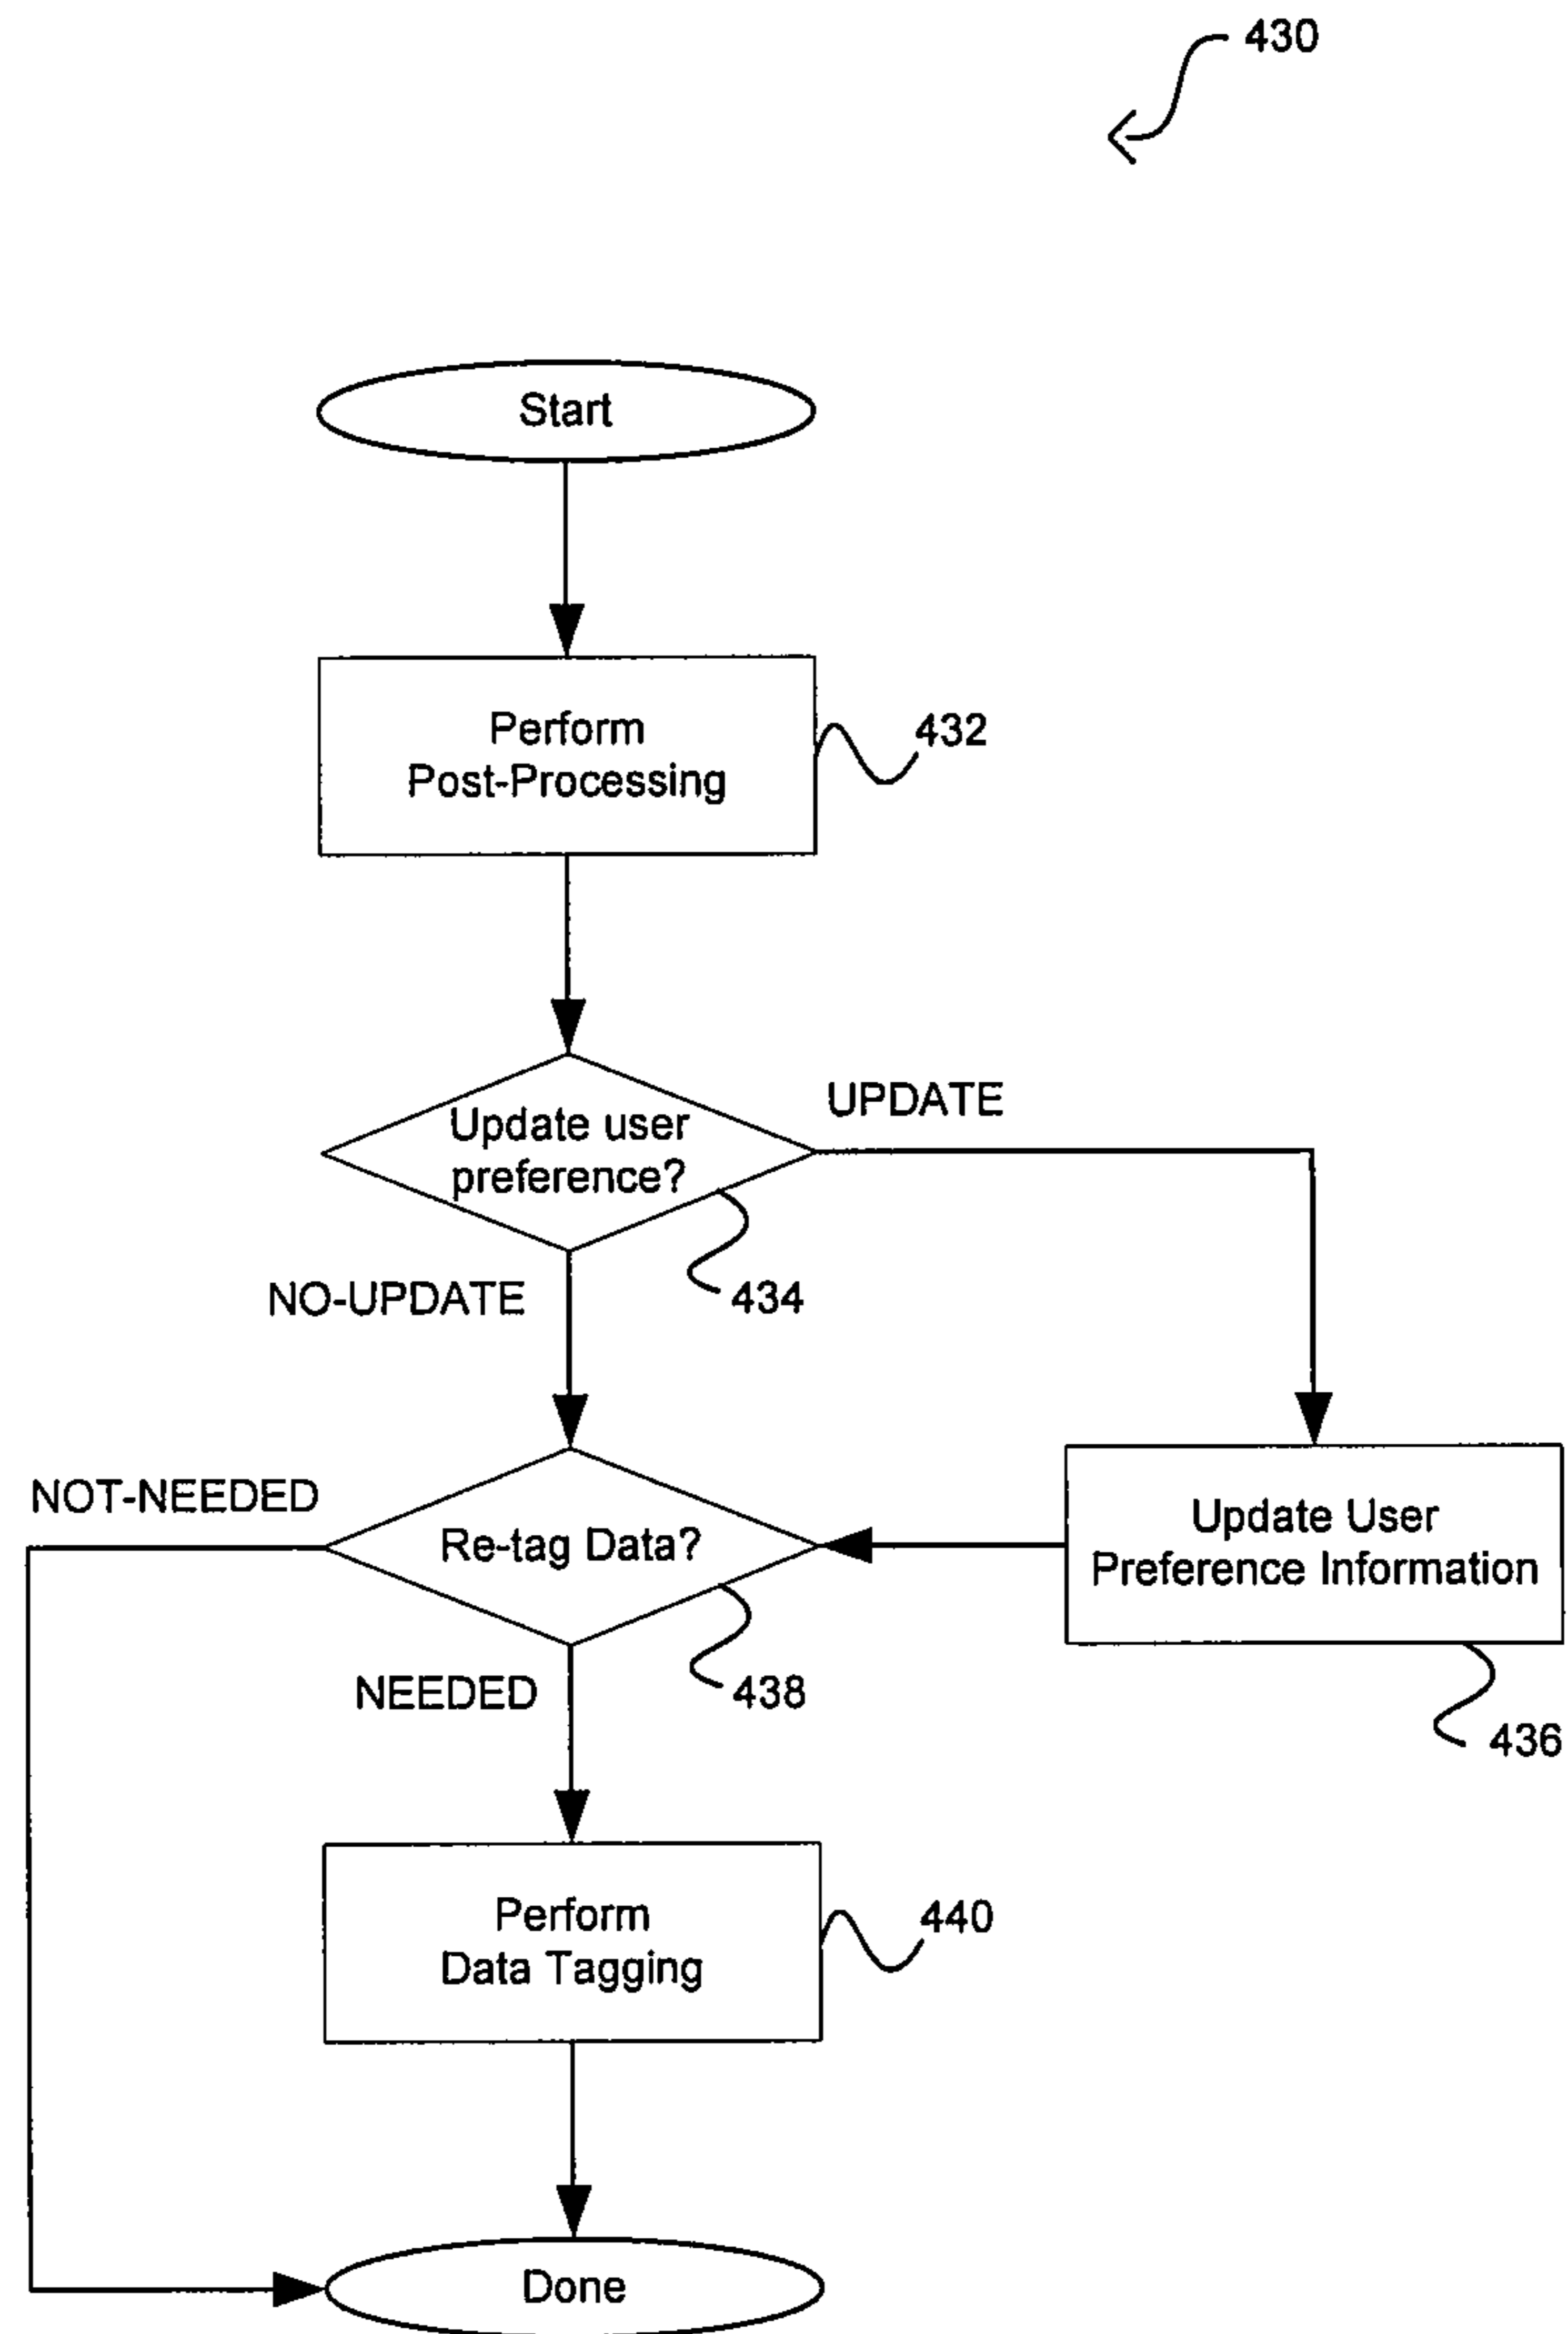 430
Start
Perform
Post-Processing
432
Update user
preference?
UPDATE
434
NO-UPDATE
Re-tag Data?
NOT-NEEDED
Update User
Preference Information
438
NEEDED
436
Perform
Data Tagging
440
Done